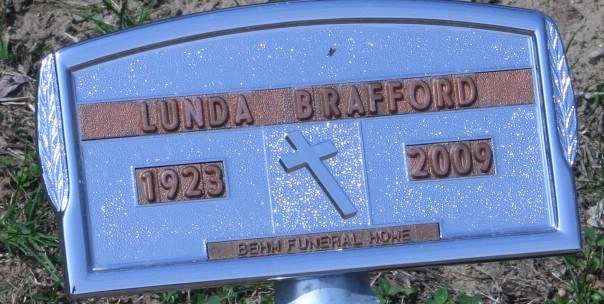 LUNDA BRAFFORD
1923 2009
BEHM FUNERAL HOME